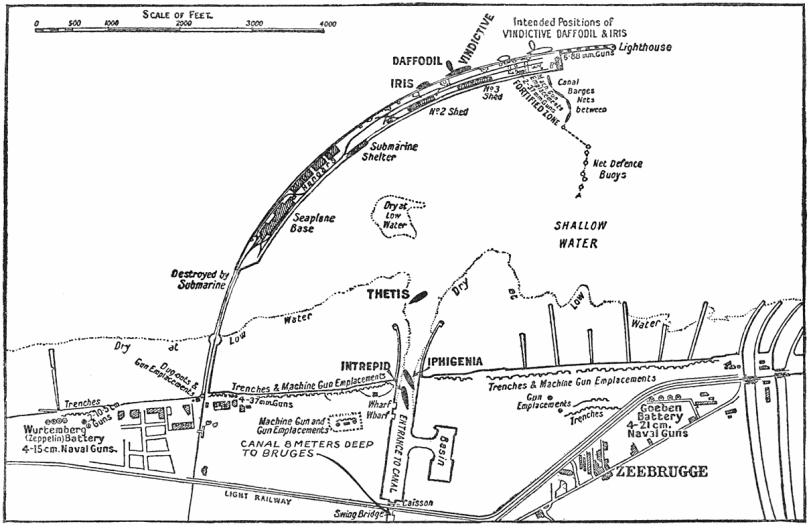 SCALE OF FEET.
0 500 1000 2000 3000 4000
Intended Positions of
VINDICTIVE DAFFODIL & IRIS
VINDICTIVE
DAFFODIL
IRIS
Lighthouse
6-88 mm. Guns
Canal
Barges
Nets
between
FORTIFIED ZONE
No 3
Shed
No 2 Shed
Submarine
Shelter
Net Defence
Buoys
Hangars
Seaplane
Base
Dry at
Low
Water
SHALLOW
WATER
Destroyed by
Submarine
THETIS
Dry at Low Water
Dry at Low Water
INTREPID
IPHIGENIA
Dugouts &
Gun Emplacements
Trenches & Machine Gun Emplacements
Trenches & Machine Gun Emplacements
Trenches
4-37 mm. Guns
Wharf
Wharf
Gun
Emplacements
Trenches
Goeben
Battery
4-21 cm.
Naval Guns
Wurtemberg
(Zeppelin) Battery
4-15 cm. Naval Guns.
Machine Gun and
Gun Emplacements
CANAL 8 METERS DEEP
TO BRUGES
ENTRANCE TO CANAL
Basin
ZEEBRUGGE
LIGHT RAILWAY
Caisson
Swing Bridge